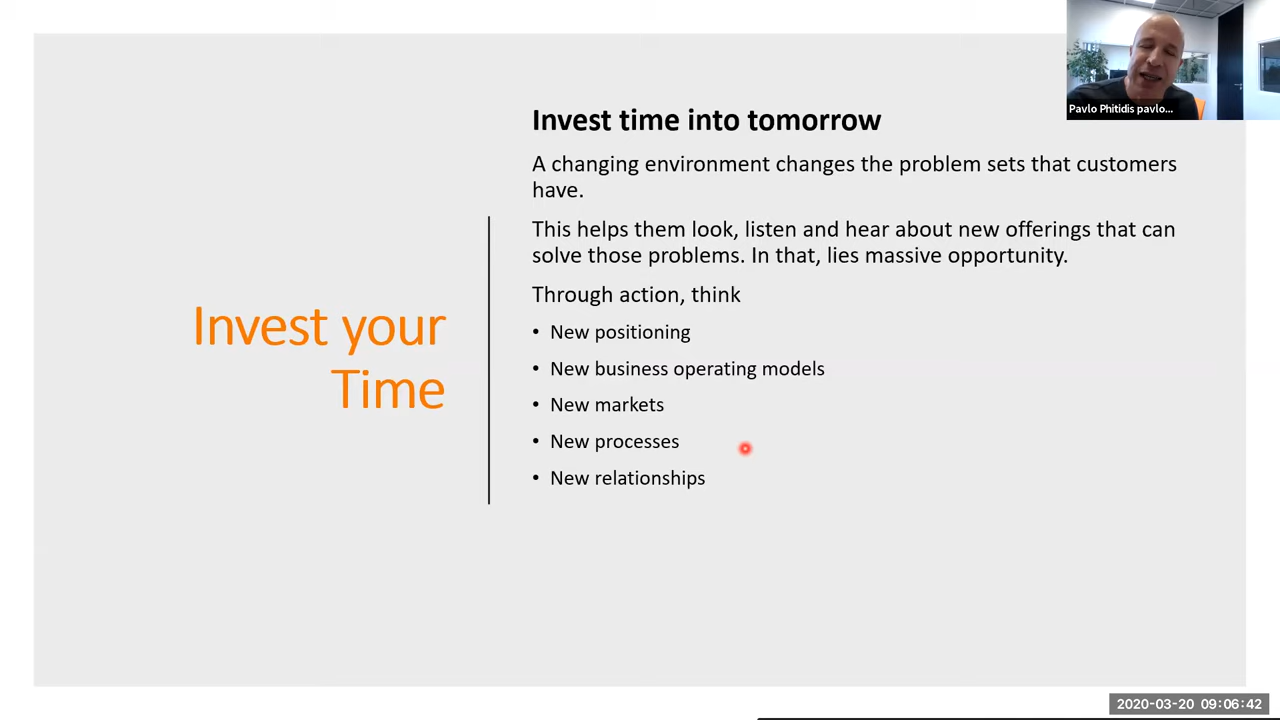 Pavlo Phitidis pavlo...
Invest your
Time
Invest time into tomorrow
A changing environment changes the problem sets that customers
have.
This helps them look, listen and hear about new offerings that can
solve those problems. In that, lies massive opportunity.
Through action, think
• New positioning
• New business operating models
• New markets
• New processes
• New relationships
2020-03-20 09:06:42